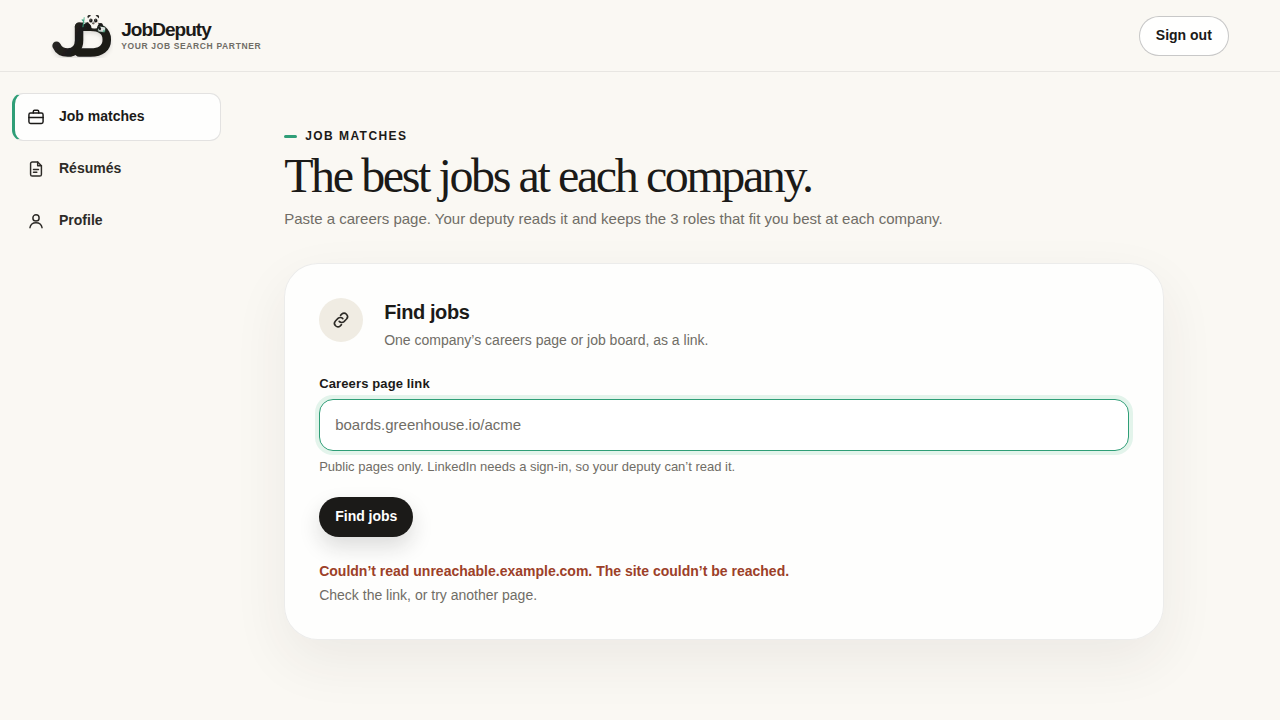 JobDeputy
YOUR JOB SEARCH PARTNER
Sign out
Job matches
Résumés
Profile
JOB MATCHES
The best jobs at each company.
Paste a careers page. Your deputy reads it and keeps the 3 roles that fit you best at each company.
Find jobs
One company’s careers page or job board, as a link.
Careers page link
boards.greenhouse.io/acme
Public pages only. LinkedIn needs a sign-in, so your deputy can’t read it.
Find jobs
Couldn’t read unreachable.example.com. The site couldn’t be reached.
Check the link, or try another page.